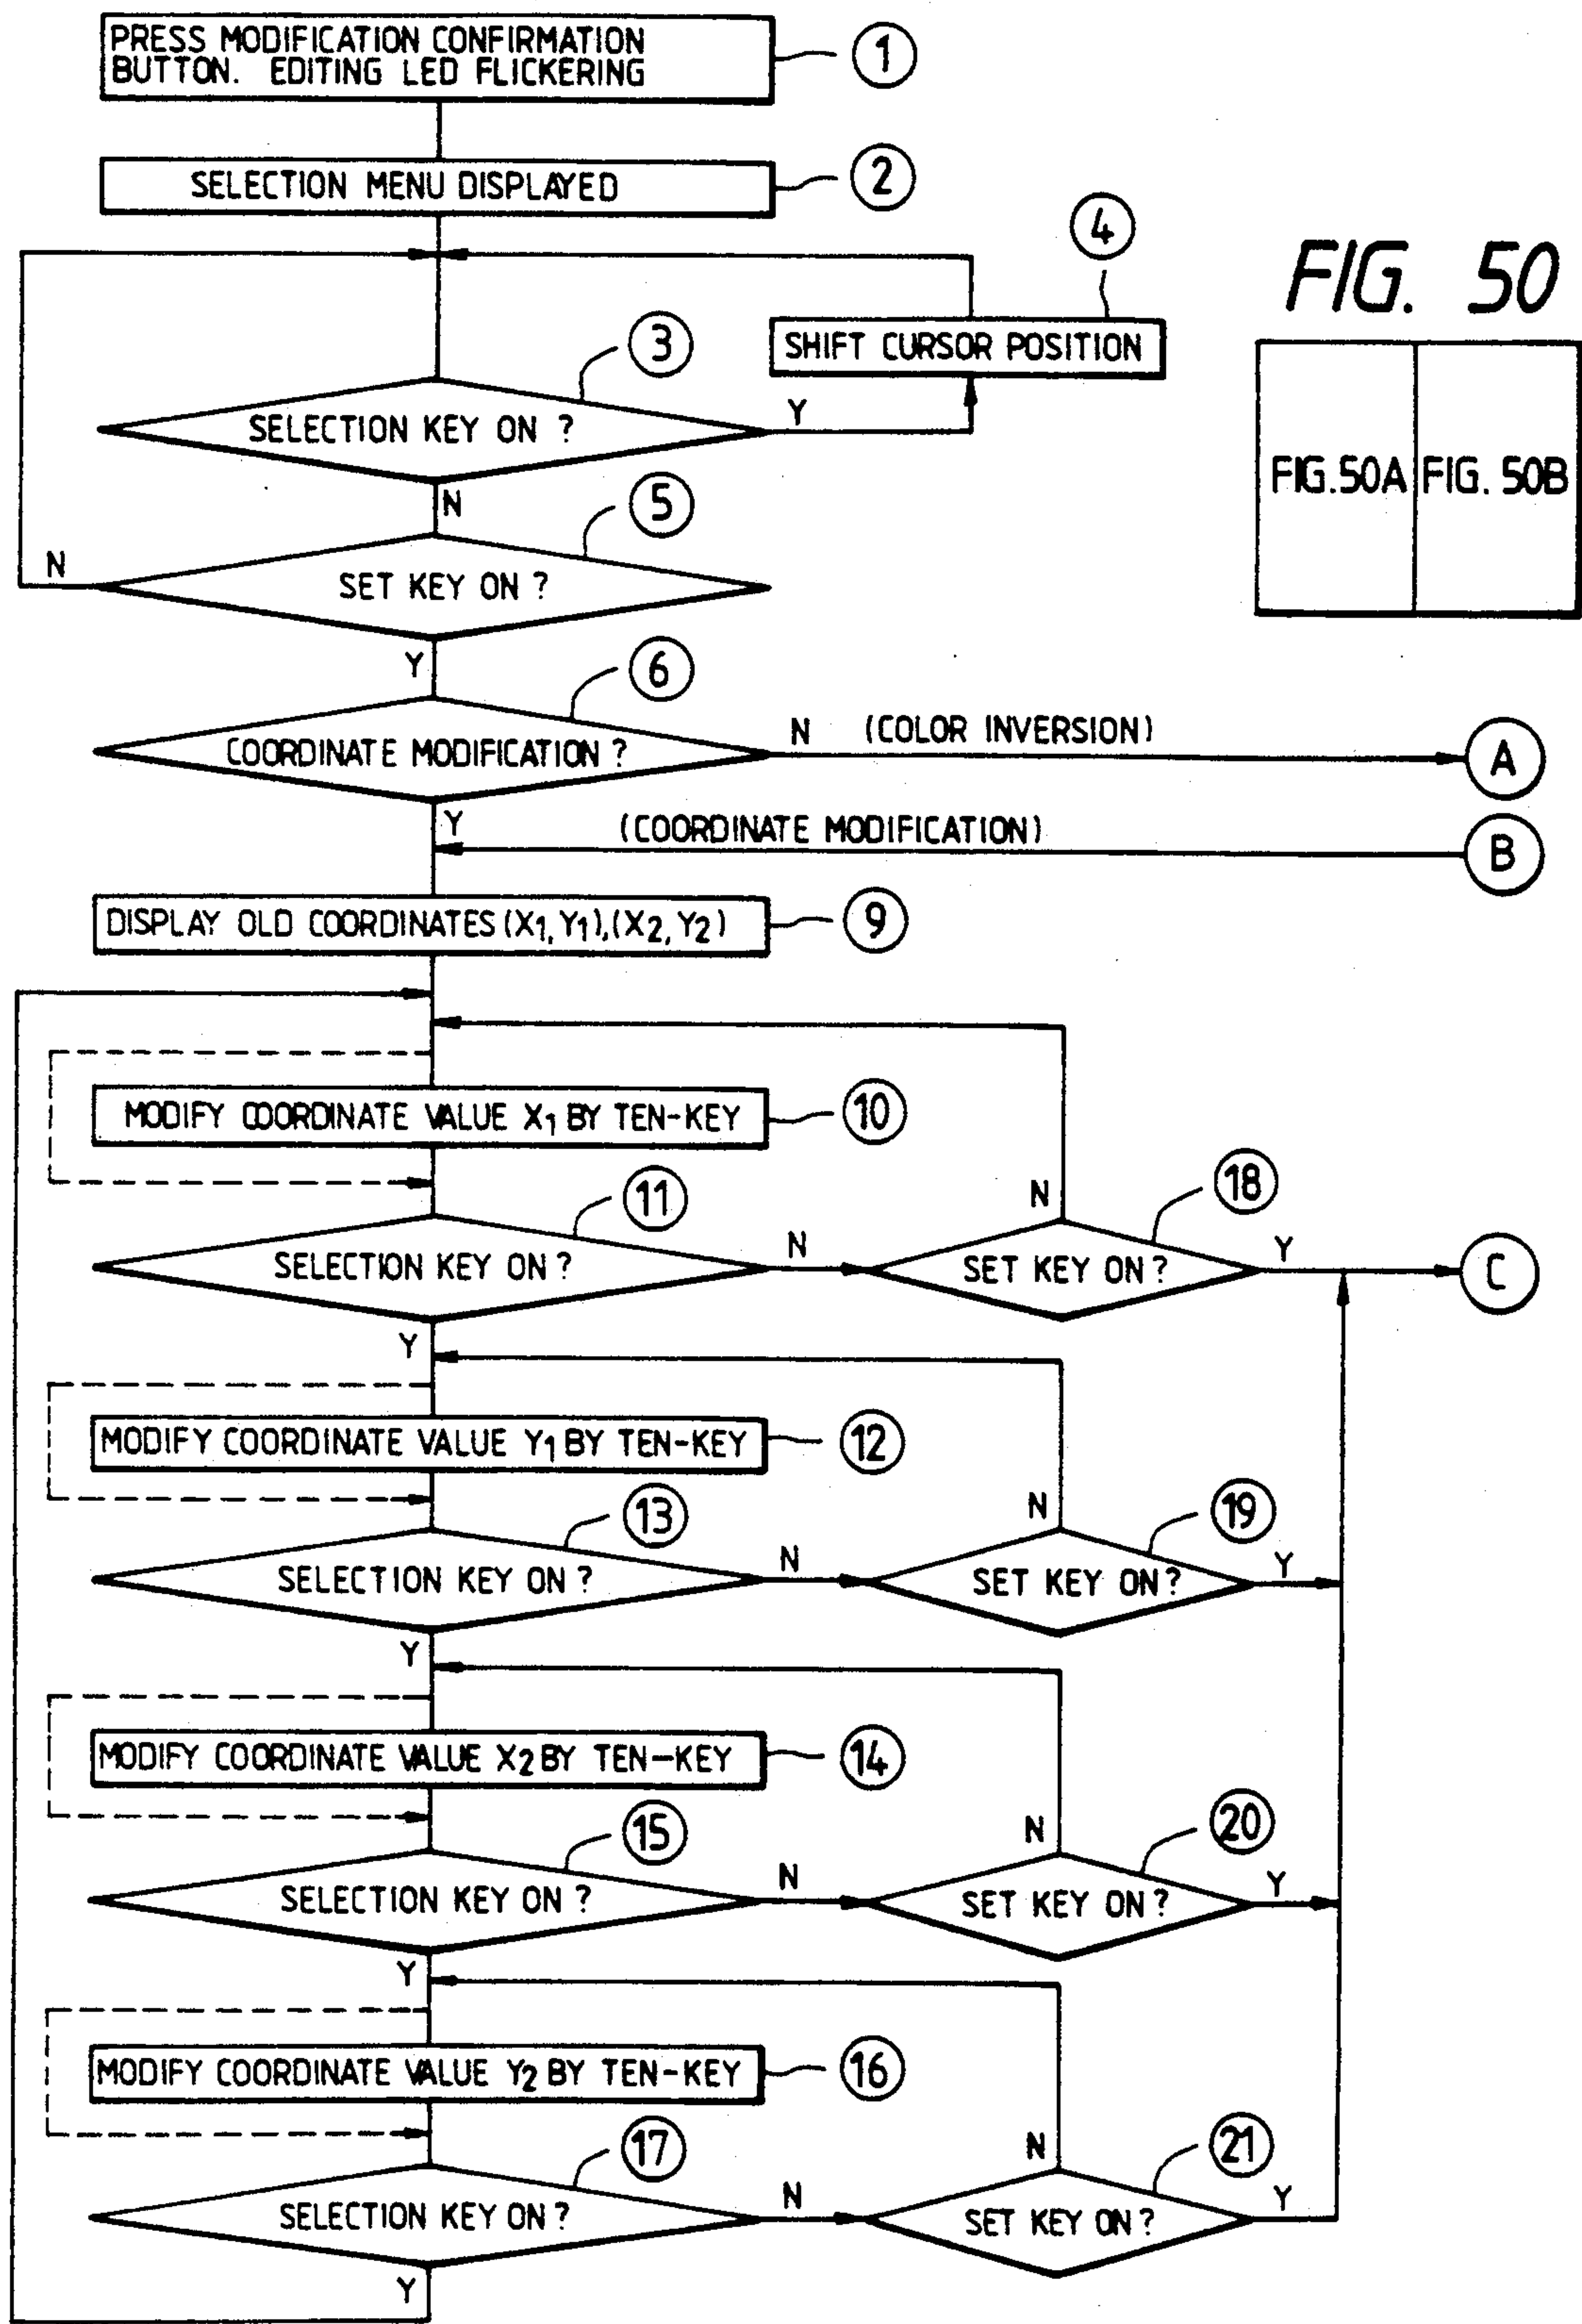 PRESS MODIFICATION CONFIRMATION
BUTTON. EDITING LED FLICKERING
1
SELECTION MENU DISPLAYED
2
4
FIG. 50
3
SHIFT CURSOR POSITION
SELECTION KEY ON ?
Y
FIG.50A
FIG. 50B
N
5
N
SET KEY ON ?
Y
6
COORDINATE MODIFICATION ?
N (COLOR INVERSION)
A
Y
(COORDINATE MODIFICATION)
B
DISPLAY OLD COORDINATES (X1, Y1),(X2, Y2)
9
MODIFY COORDINATE VALUE X1 BY TEN-KEY
10
11
N
18
SELECTION KEY ON ?
N
SET KEY ON ?
Y
C
Y
MODIFY COORDINATE VALUE Y1 BY TEN-KEY
12
13
N
19
SELECTION KEY ON ?
N
SET KEY ON ?
Y
Y
MODIFY COORDINATE VALUE X2 BY TEN-KEY
14
15
N
20
SELECTION KEY ON ?
N
SET KEY ON ?
Y
Y
MODIFY COORDINATE VALUE Y2 BY TEN-KEY
16
17
N
21
SELECTION KEY ON ?
N
SET KEY ON ?
Y
Y